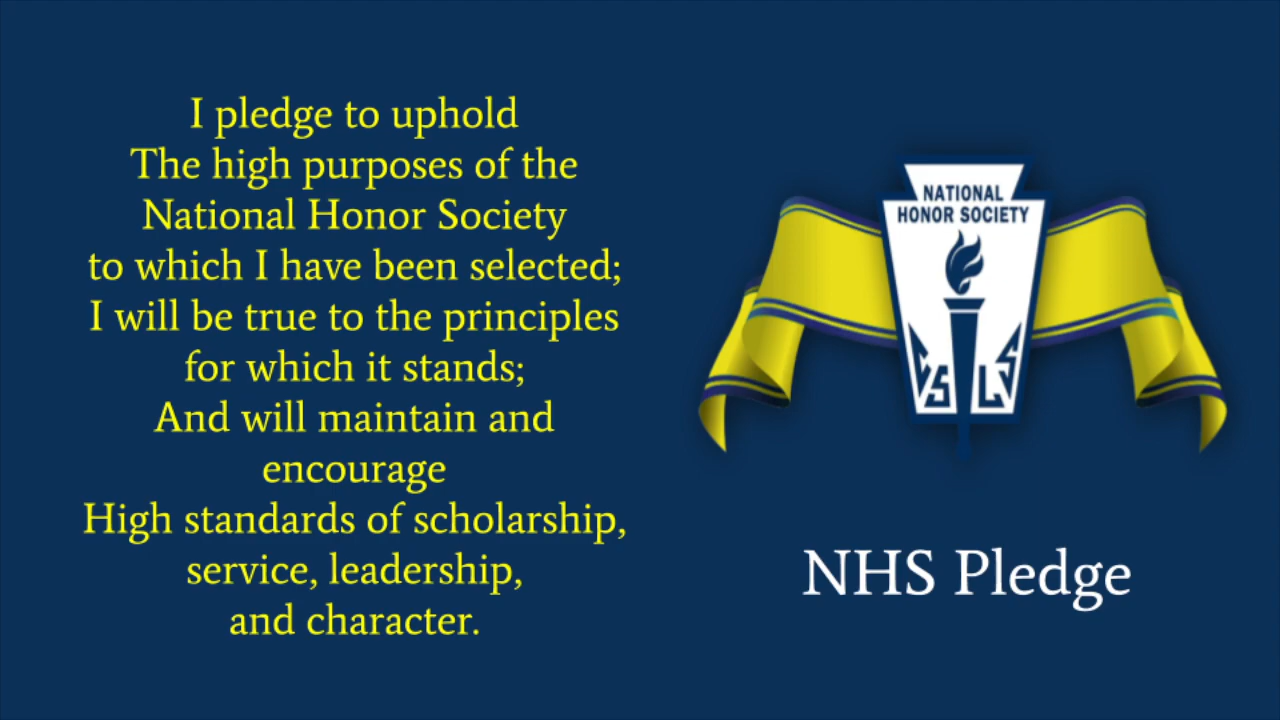 I pledge to uphold
The high purposes of the
National Honor Society
to which I have been selected;
I will be true to the principles
for which it stands;
And will maintain and
encourage
High standards of scholarship,
service, leadership,
and character.
NATIONAL
HONOR SOCIETY
C S L S
NHS Pledge